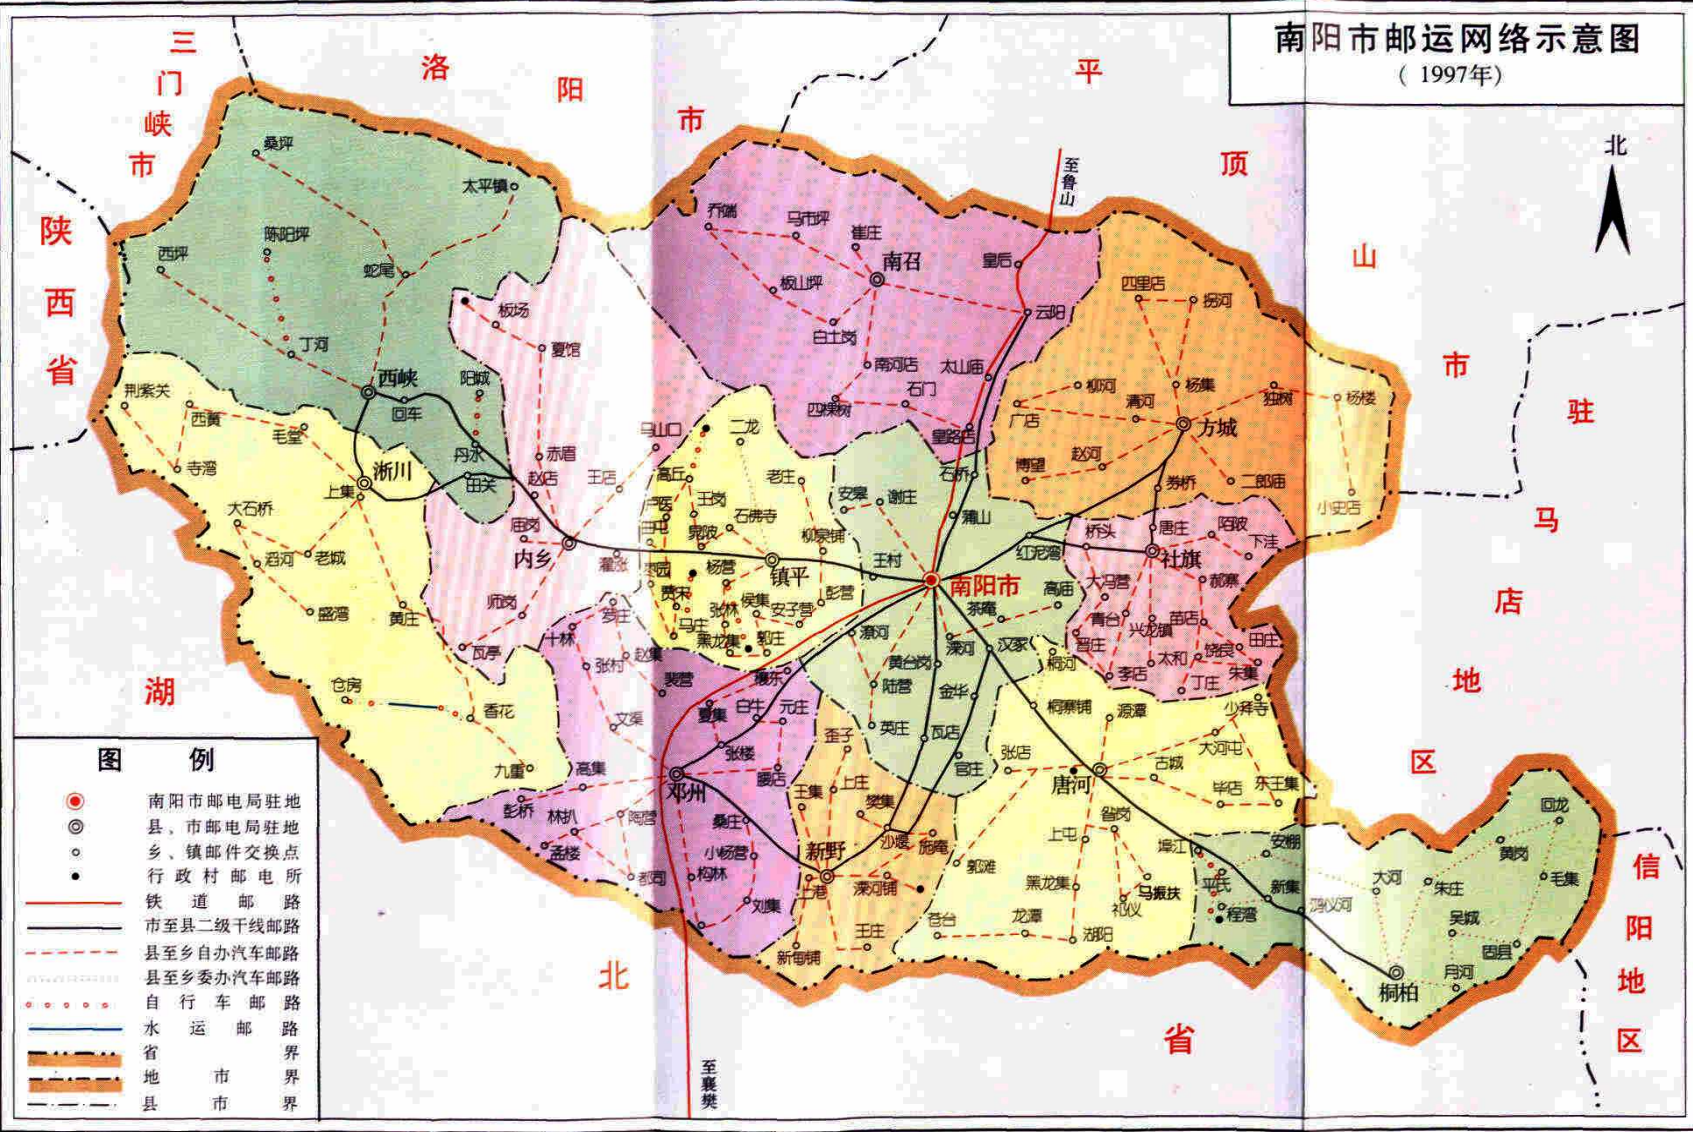 南阳市邮运网络示意图
(1997年)
北
三门峡市
洛阳市
平顶山市
陕西省
驻马店地区
湖北省
信阳地区
至鲁山
至襄樊
桑坪
太平镇
陈阳坪
西坪
蛇尾
丁河
西峡
回车
阳城
丹水
田关
荆紫关
西黄
毛堂
寺湾
淅川
上集
大石桥
滔河
老城
盛湾
黄庄
仓房
香花
九重
板场
夏馆
马山口
赤眉
赵店
王店
庙岗
内乡
灌涨
师岗
瓦亭
乔端
马市坪
崔庄
南召
皇后
板山坪
云阳
白土岗
南河店
太山庙
石门
四棵树
皇路店
四里店
拐河
柳河
杨集
独树
杨楼
广店
清河
方城
博望
赵河
券桥
二郎庙
小史店
二龙
高丘
老庄
卢医
王岗
石佛寺
晁陂
柳泉铺
枣园
杨营
镇平
贾宋
张林
侯集
安子营
彭营
马庄
黑龙集
郭庄
安皋
谢庄
石桥
蒲山
王村
红泥湾
南阳市
高庙
茶庵
潦河
溧河
汉冢
黄台岗
陆营
金华
英庄
瓦店
官庄
桥头
唐庄
陌陂
下洼
社旗
大冯营
郝寨
青台
兴龙镇
苗店
田庄
晋庄
太和
饶良
朱集
李店
丁庄
罗庄
十林
张村
赵集
裴营
穰东
夏集
白牛
元庄
文渠
张楼
腰店
高集
邓州
彭桥
林扒
陶营
桑庄
孟楼
小杨营
都司
构林
刘集
歪子
王集
上庄
樊集
沙堰
施庵
新野
上港
溧河铺
王庄
新甸铺
桐河
桐寨铺
源潭
少拜寺
张店
大河屯
古城
唐河
毕店
东王集
昝岗
上屯
郭滩
黑龙集
马振扶
祁仪
苍台
龙潭
湖阳
埠江
安棚
平氏
新集
程湾
鸿仪河
大河
朱庄
黄岗
回龙
毛集
吴城
固县
月河
桐柏
图例
南阳市邮电局驻地
县、市邮电局驻地
乡、镇邮件交换点
行政村邮电所
铁道邮路
市至县二级干线邮路
县至乡自办汽车邮路
县至乡委办汽车邮路
自行车邮路
水运邮路
省界
地市界
县市界